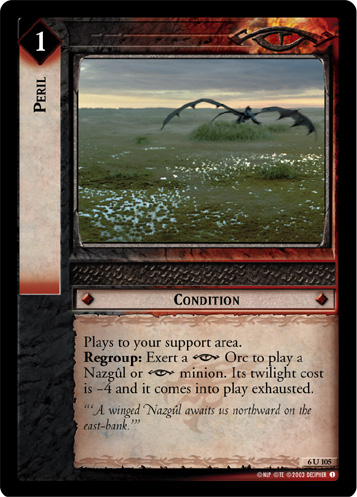 1
Peril
Condition
Plays to your support area.
Regroup: Exert a Orc to play a
Nazgûl or minion. Its twilight cost
is –4 and it comes into play exhausted.
“‘A winged Nazgûl awaits us northward on the
east-bank.’”
6 U 105
©NLP ©TE ©2003 DECIPHER